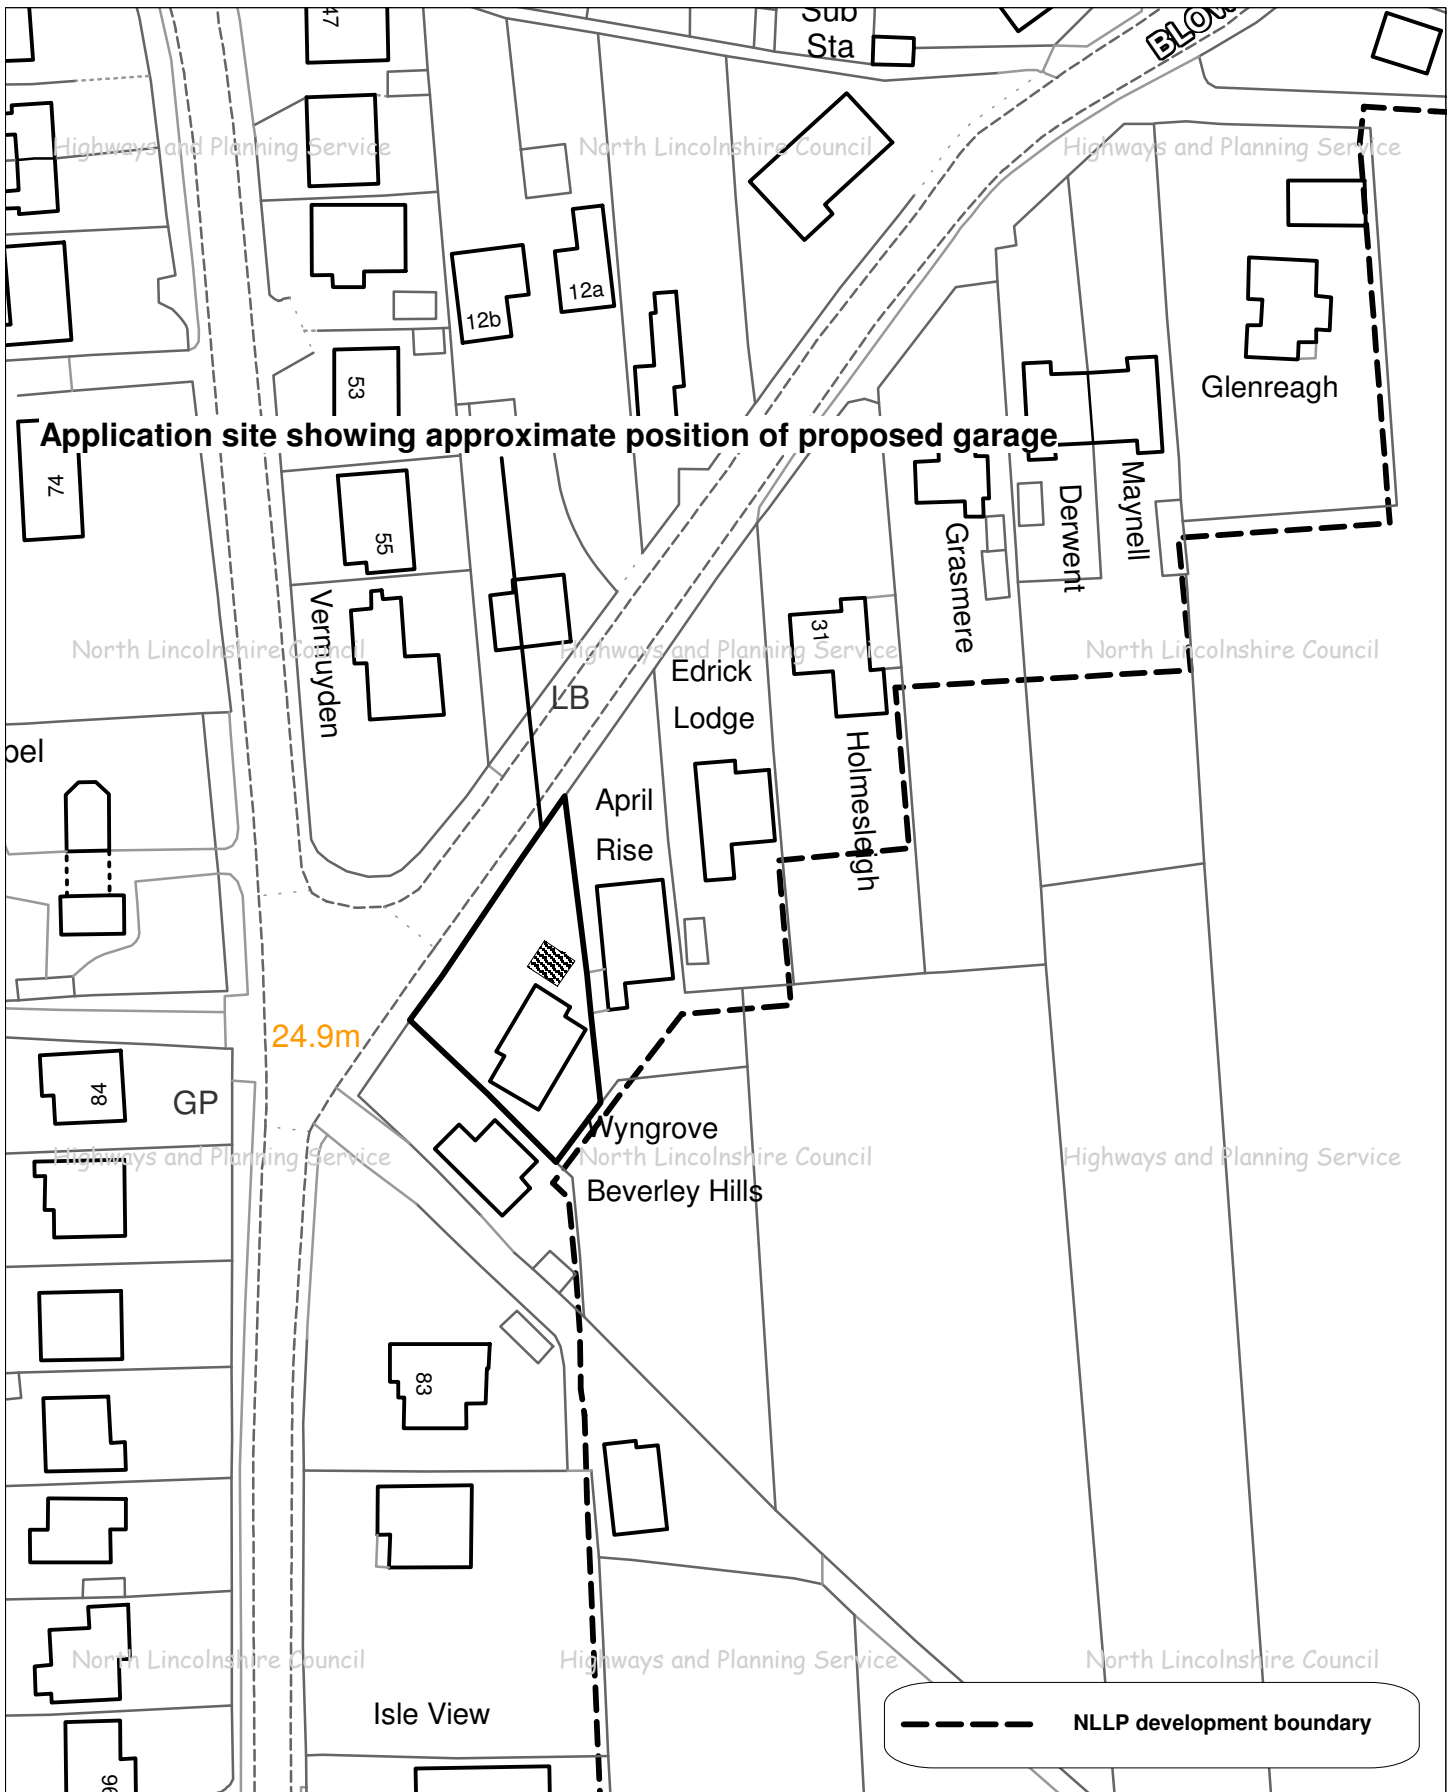 47
Sub
Sta
Highways and Planning Service
North Lincolnshire Council
Highways and Planning Service
12a
12b
53
Glenreagh
Application site showing approximate position of proposed garage
74
55
Grasmere
Derwent
Maynell
Vermuyden
31
North Lincolnshire Council
Highways and Planning Service
North Lincolnshire Council
Edrick
Lodge
LB
Holmesleigh
April
Rise
24.9m
84
GP
Wyngrove
Highways and Planning Service
North Lincolnshire Council
Highways and Planning Service
Beverley Hills
83
North Lincolnshire Council
Highways and Planning Service
North Lincolnshire Council
Isle View
NLLP development boundary
96